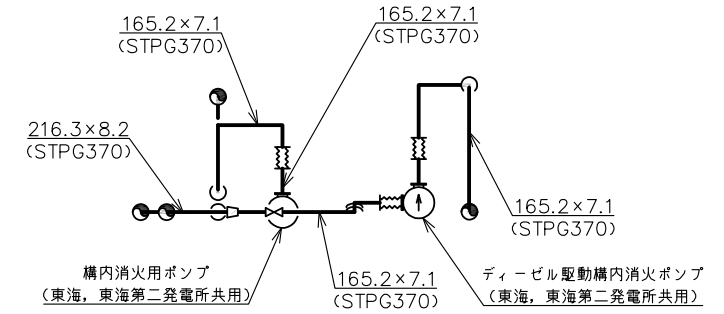 165.2×7.1
(STPG370)
165.2×7.1
(STPG370)
216.3×8.2
(STPG370)
165.2×7.1
(STPG370)
構内消火用ポンプ
(東海, 東海第二発電所共用)
165.2×7.1
(STPG370)
ディーゼル駆動構内消火ポンプ
(東海, 東海第二発電所共用)